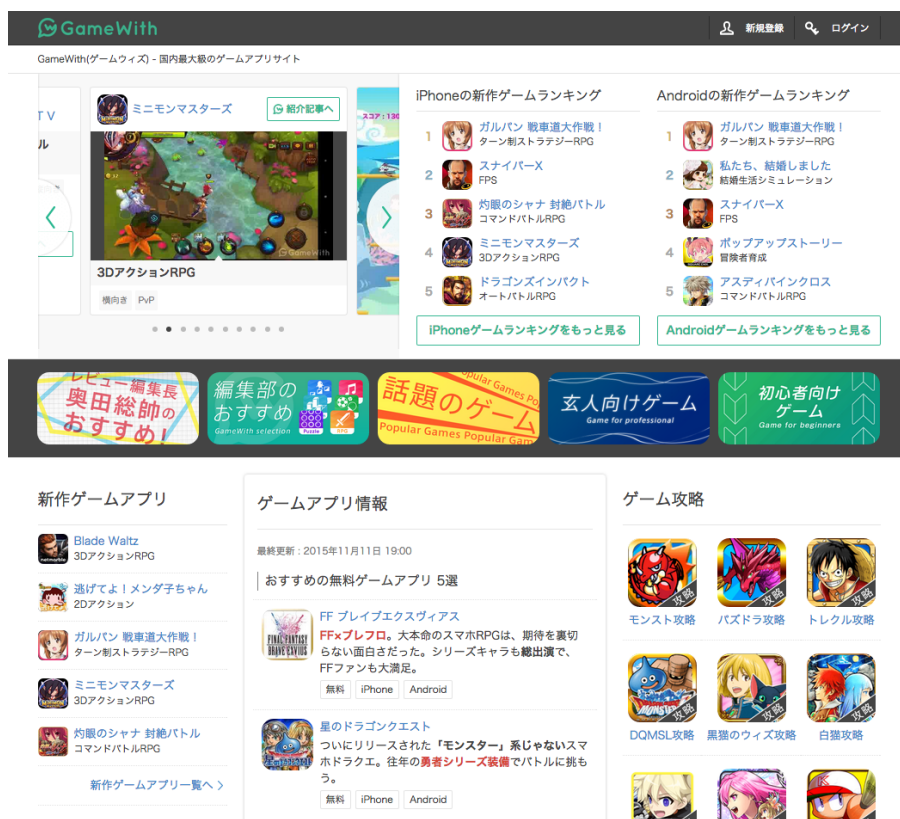 GameWith
新規登録
ログイン
GameWith(ゲームウィズ) - 国内最大級のゲームアプリサイト
T V
ル
ミニモンマスターズ
紹介記事へ
GameWith
3DアクションRPG
横向き
PvP
スコア : 130
iPhoneの新作ゲームランキング
1
ガルパン 戦車道大作戦！
ターン制ストラテジーRPG
2
スナイパーX
FPS
3
灼眼のシャナ 封絶バトル
コマンドバトルRPG
4
ミニモンマスターズ
3DアクションRPG
5
ドラゴンズインパクト
オートバトルRPG
iPhoneゲームランキングをもっと見る
Androidの新作ゲームランキング
1
ガルパン 戦車道大作戦！
ターン制ストラテジーRPG
2
私たち、結婚しました
結婚生活シミュレーション
3
スナイパーX
FPS
4
ポップアップストーリー
冒険者育成
5
アスディバインクロス
コマンドバトルRPG
Androidゲームランキングをもっと見る
レビュー編集長
奥田総帥の
おすすめ！
編集部の
おすすめ
GameWith selection
Puzzle
RPG
opular Games Po
話題のゲーム
Popular Games Popular Gam
玄人向けゲーム
Game for professional
初心者向け
ゲーム
Game for beginners
新作ゲームアプリ
Blade Waltz
3DアクションRPG
逃げてよ！メンダ子ちゃん
2Dアクション
ガルパン 戦車道大作戦！
ターン制ストラテジーRPG
ミニモンマスターズ
3DアクションRPG
灼眼のシャナ 封絶バトル
コマンドバトルRPG
新作ゲームアプリ一覧へ
ゲームアプリ情報
最終更新 : 2015年11月11日 19:00
おすすめの無料ゲームアプリ 5選
FINAL FANTASY
BRAVE EXVIUS
FF ブレイブエクスヴィアス
FF×ブレフロ。大本命のスマホRPGは、期待を裏切
らない面白さだった。シリーズキャラも総出演で、
FFファンも大満足。
無料
iPhone
Android
星のドラゴンクエスト
ついにリリースされた「モンスター」系じゃないスマ
ホドラクエ。往年の勇者シリーズ装備でバトルに挑も
う。
無料
iPhone
Android
ゲーム攻略
攻略
攻略
攻略
モンスト攻略
パズドラ攻略
トレクル攻略
攻略
攻略
攻略
DQMSL攻略
黒猫のウィズ攻略
白猫攻略